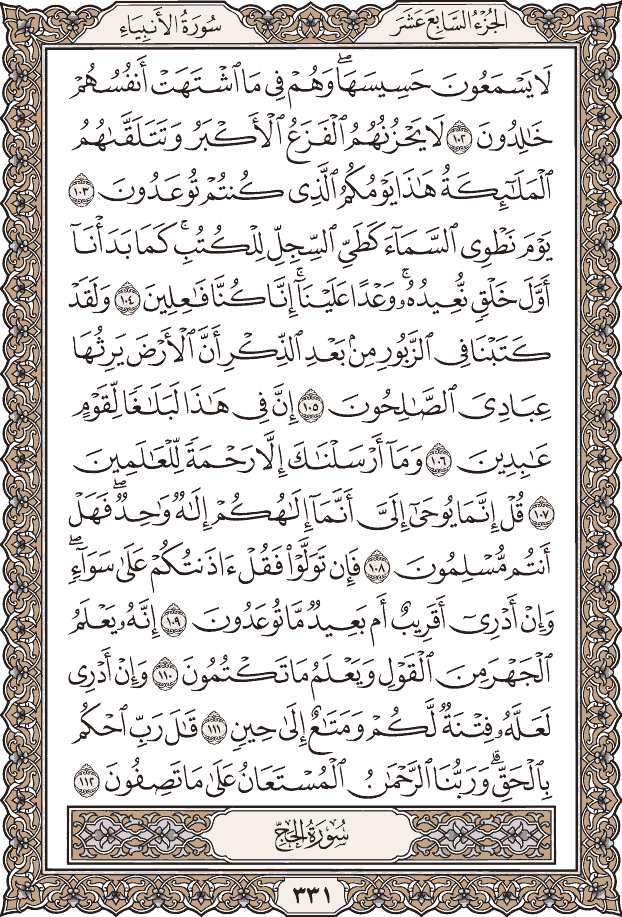 الجُزْءُ السَّابِعَ عَشَرَ
سُورَةُ الأَنبِيَاءِ
لَا يَسْمَعُونَ حَسِيسَهَاۖ وَهُمْ فِي مَا ٱشْتَهَتْ أَنفُسُهُمْ
خَٰلِدُونَ ١٠٢ لَا يَحْزُنُهُمُ ٱلْفَزَعُ ٱلْأَكْبَرُ وَتَتَلَقَّىٰهُمُ
ٱلْمَلَٰٓئِكَةُ هَٰذَا يَوْمُكُمُ ٱلَّذِي كُنتُمْ تُوعَدُونَ ١٠٣
يَوْمَ نَطْوِي ٱلسَّمَآءَ كَطَيِّ ٱلسِّجِلِّ لِلْكُتُبِۚ كَمَا بَدَأْنَآ
أَوَّلَ خَلْقٍ نُّعِيدُهُۥۚ وَعْدًا عَلَيْنَآۚ إِنَّا كُنَّا فَٰعِلِينَ ١٠٤ وَلَقَدْ
كَتَبْنَا فِي ٱلزَّبُورِ مِنۢ بَعْدِ ٱلذِّكْرِ أَنَّ ٱلْأَرْضَ يَرِثُهَا
عِبَادِيَ ٱلصَّٰلِحُونَ ١٠٥ إِنَّ فِي هَٰذَا لَبَلَٰغًا لِّقَوْمٍ
عَٰبِدِينَ ١٠٦ وَمَآ أَرْسَلْنَٰكَ إِلَّا رَحْمَةً لِّلْعَٰلَمِينَ
١٠٧ قُلْ إِنَّمَا يُوحَىٰٓ إِلَيَّ أَنَّمَآ إِلَٰهُكُمْ إِلَٰهٌ وَٰحِدٌۖ فَهَلْ
أَنتُم مُّسْلِمُونَ ١٠٨ فَإِن تَوَلَّوْا۟ فَقُلْ ءَاذَنتُكُمْ عَلَىٰ سَوَآءٍۖ
وَإِنْ أَدْرِيٓ أَقَرِيبٌ أَم بَعِيدٌ مَّا تُوعَدُونَ ١٠٩ إِنَّهُۥ يَعْلَمُ
ٱلْجَهْرَ مِنَ ٱلْقَوْلِ وَيَعْلَمُ مَا تَكْتُمُونَ ١١٠ وَإِنْ أَدْرِي
لَعَلَّهُۥ فِتْنَةٌ لَّكُمْ وَمَتَٰعٌ إِلَىٰ حِينٍ ١١١ قَٰلَ رَبِّ ٱحْكُم
بِٱلْحَقِّۗ وَرَبُّنَا ٱلرَّحْمَٰنُ ٱلْمُسْتَعَانُ عَلَىٰ مَا تَصِفُونَ ١١٢
سُورَةُ الحَجِّ
٣٣١